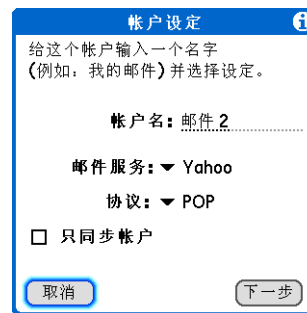 帐户设定
给这个帐户输入一个名字
(例如：我的邮件)并选择设定。
帐户名: 邮件 2
邮件服务: Yahoo
协议: POP
只同步帐户
取消 下一步